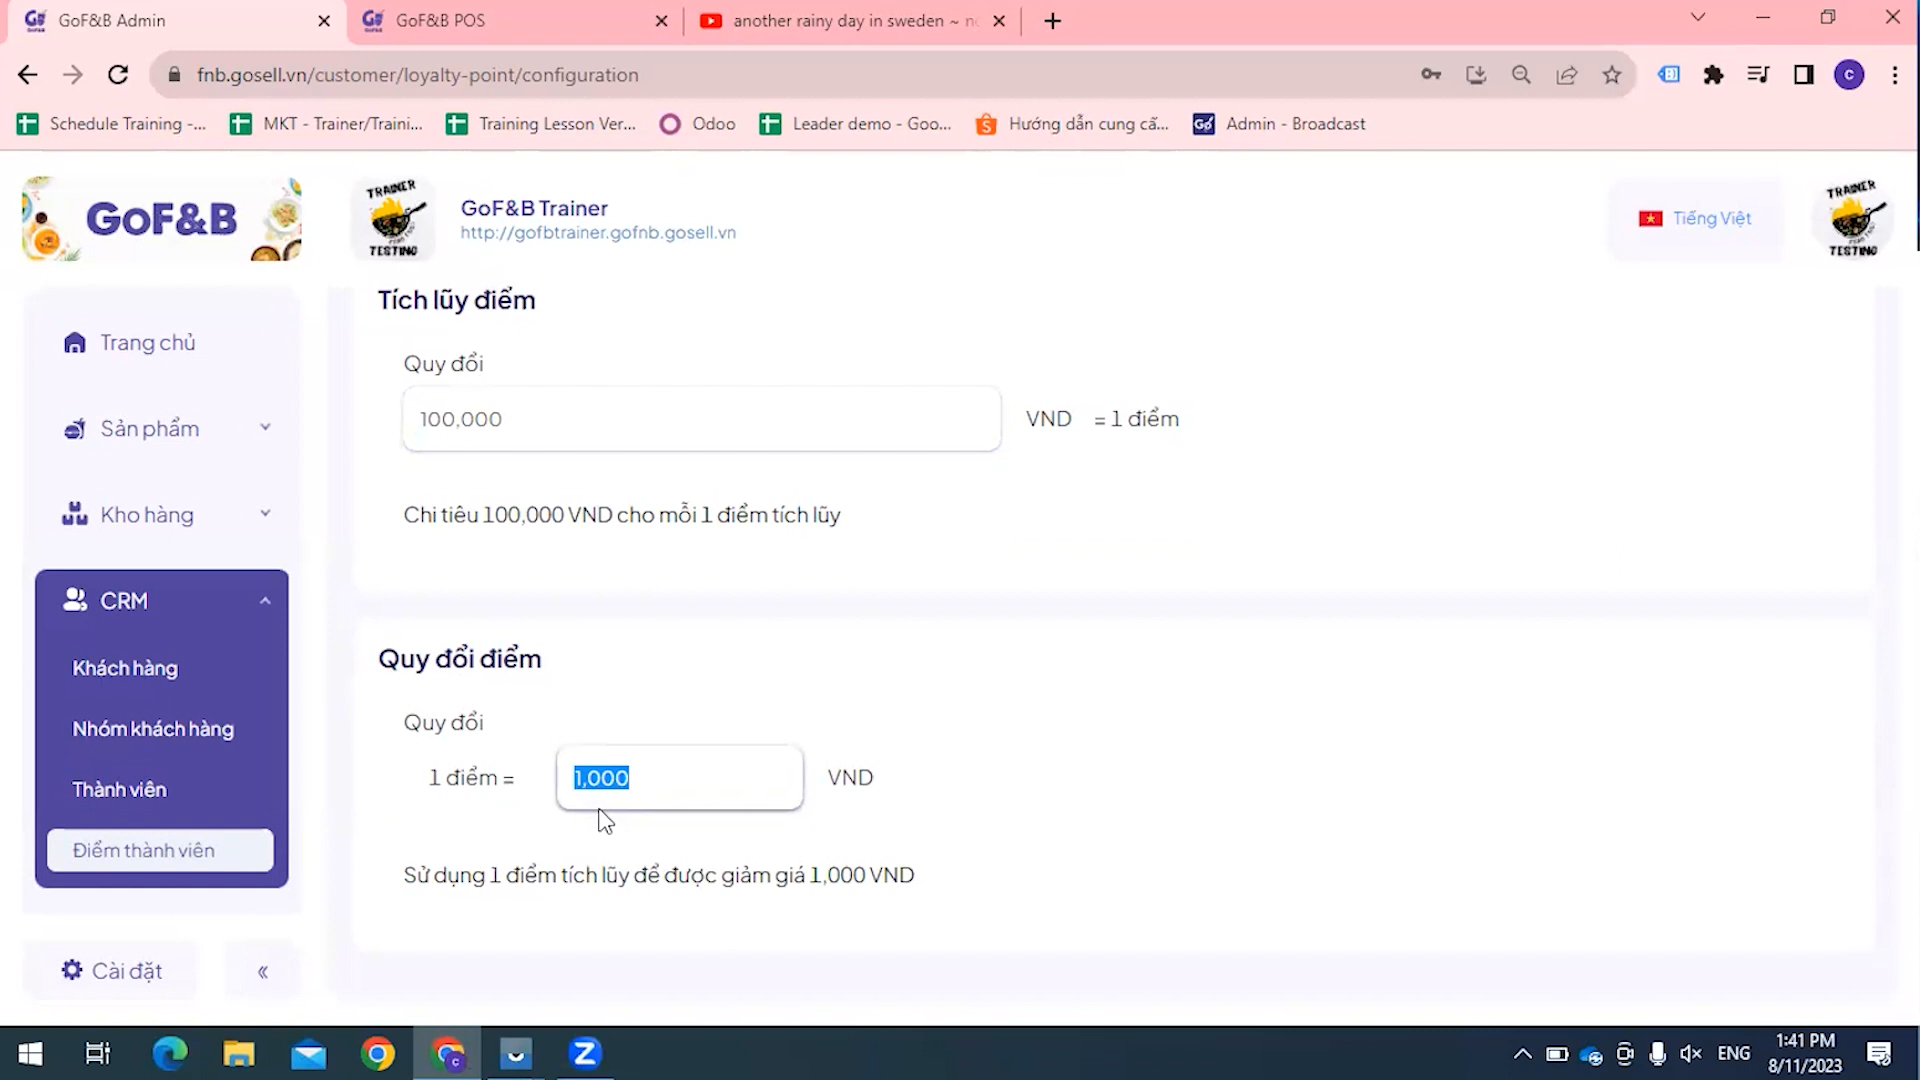 GoF&B Admin
GoF&B POS
another rainy day in sweden ~
fnb.gosell.vn/customer/loyalty-point/configuration
C
Schedule Training -...
MKT - Trainer/Traini...
Training Lesson Ver...
Odoo
Leader demo - Goo...
Hướng dẫn cung cấ...
Admin - Broadcast
GoF&B
TRAINER
TESTING
GoF&B Trainer
http://gofbtrainer.gofnb.gosell.vn
Tiếng Việt
TRAINER
TESTING
Trang chủ
Sản phẩm
Kho hàng
CRM
Khách hàng
Nhóm khách hàng
Thành viên
Điểm thành viên
Cài đặt
«
Tích lũy điểm
Quy đổi
100,000
VND = 1 điểm
Chi tiêu 100,000 VND cho mỗi 1 điểm tích lũy
Quy đổi điểm
Quy đổi
1 điểm = 1,000 VND
Sử dụng 1 điểm tích lũy để được giảm giá 1,000 VND
ENG
1:41 PM
8/11/2023